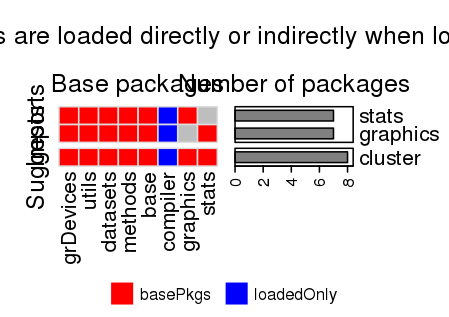 s are loaded directly or indirectly when lo
Base packages
Number of packages
Imports
Suggests
stats
graphics
cluster
grDevices
utils
datasets
methods
base
compiler
graphics
stats
0 2 4 6 8
basePkgs
loadedOnly